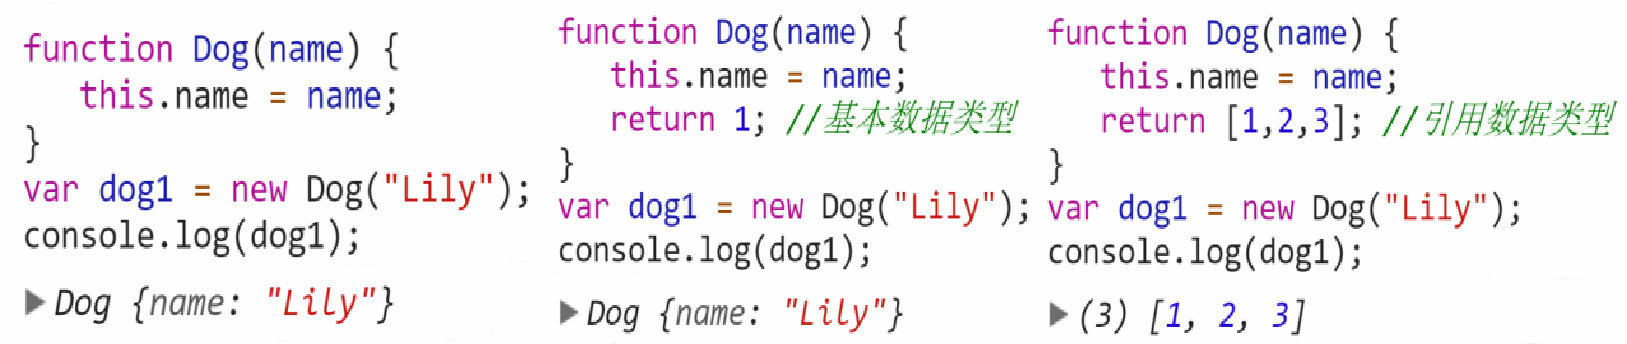 function Dog(name) {
this.name = name;
}
var dog1 = new Dog("Lily");
console.log(dog1);
▶ Dog {name: "Lily"}
function Dog(name) {
this.name = name;
return 1; //基本数据类型
}
var dog1 = new Dog("Lily");
console.log(dog1);
▶ Dog {name: "Lily"}
function Dog(name) {
this.name = name;
return [1,2,3]; //引用数据类型
}
var dog1 = new Dog("Lily");
console.log(dog1);
▶ (3) [1, 2, 3]